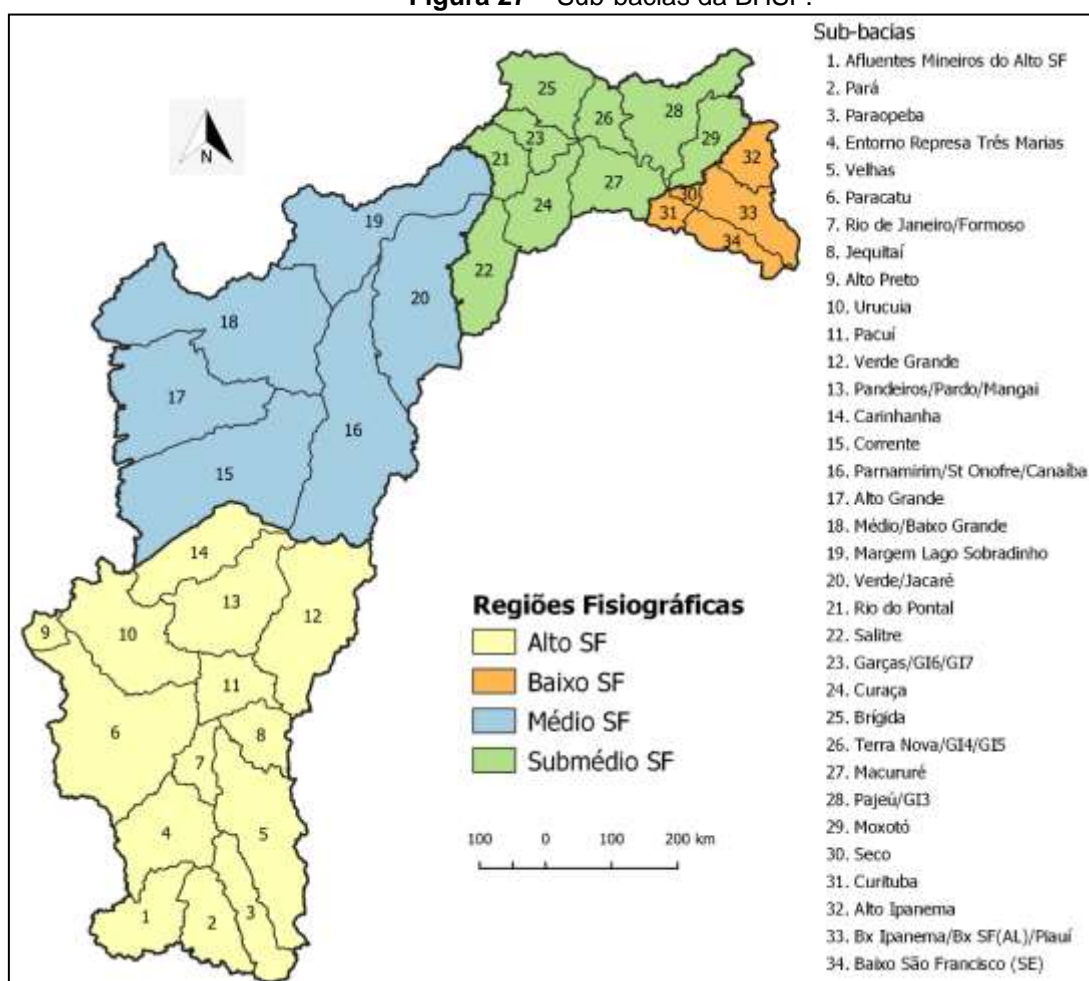 Figura 27 – Sub-bacias da BHSF.
Sub-bacias
1. Afluentes Mineiros do Alto SF
2. Pará
3. Paraopeba
4. Entorno Represa Três Marias
5. Velhas
6. Paracatu
7. Rio de Janeiro/Formoso
8. Jequitaí
9. Alto Preto
10. Urucuia
11. Pacuí
12. Verde Grande
13. Pandeiros/Pardo/Mangai
14. Carinhanha
15. Corrente
16. Parnamirim/St Onofre/Canaíba
17. Alto Grande
18. Médio/Baixo Grande
19. Margem Lago Sobradinho
20. Verde/Jacaré
21. Rio do Pontal
22. Salitre
23. Garças/GI6/GI7
24. Curaça
25. Brígida
26. Terra Nova/GI4/GI5
27. Macururé
28. Pajeú/GI3
29. Moxotó
30. Seco
31. Curituba
32. Alto Ipanema
33. Bx Ipanema/Bx SF(AL)/Piauí
34. Baixo São Francisco (SE)
N
25
26
28
23
29
21
32
27
30
24
31
33
34
19
22
20
18
17
16
15
14
13
12
10
9
11
6
8
7
4
5
1
2
3
Regiões Fisiográficas
Alto SF
Baixo SF
Médio SF
Submédio SF
100 0 100 200 km